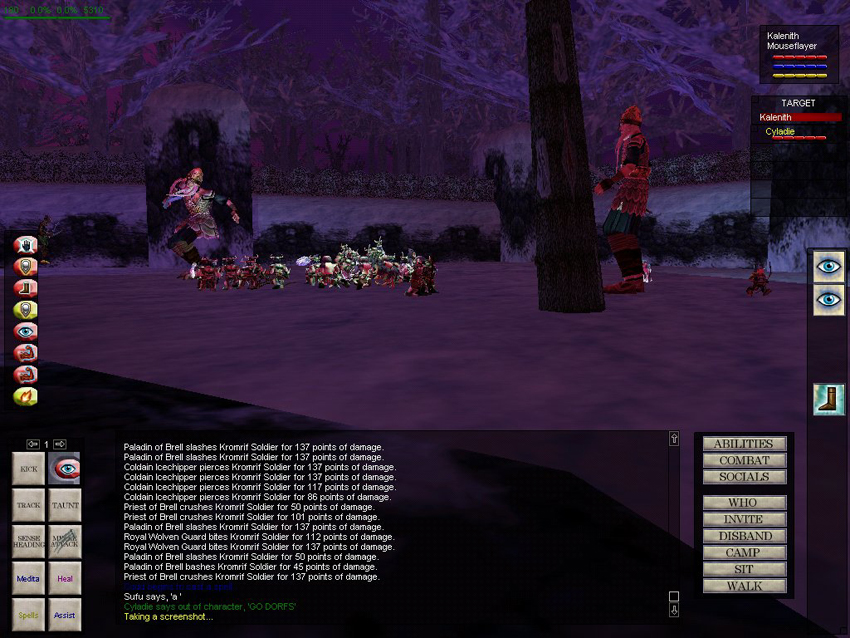 Kalenith
Mouseflayer
TARGET
Kalenith
Cyladie
1
KICK
TRACK
TAUNT
SENSE
HEADING
ATTACK
Medita
Heal
Spells
Assist
Paladin of Brell slashes Kromrif Soldier for 137 points of damage.
Paladin of Brell slashes Kromrif Soldier for 137 points of damage.
Coldain Icechipper pierces Kromrif Soldier for 137 points of damage.
Coldain Icechipper pierces Kromrif Soldier for 137 points of damage.
Coldain Icechipper pierces Kromrif Soldier for 117 points of damage.
Coldain Icechipper pierces Kromrif Soldier for 86 points of damage.
Priest of Brell crushes Kromrif Soldier for 50 points of damage.
Priest of Brell crushes Kromrif Soldier for 101 points of damage.
Paladin of Brell slashes Kromrif Soldier for 137 points of damage.
Royal Wolven Guard bites Kromrif Soldier for 112 points of damage.
Royal Wolven Guard bites Kromrif Soldier for 137 points of damage.
Paladin of Brell slashes Kromrif Soldier for 50 points of damage.
Paladin of Brell bashes Kromrif Soldier for 45 points of damage.
Priest of Brell crushes Kromrif Soldier for 137 points of damage.
Sufu says, 'a '
Cyladie says out of character, 'GO DORFS'
Taking a screenshot...
ABILITIES
COMBAT
SOCIALS
WHO
INVITE
DISBAND
CAMP
SIT
WALK